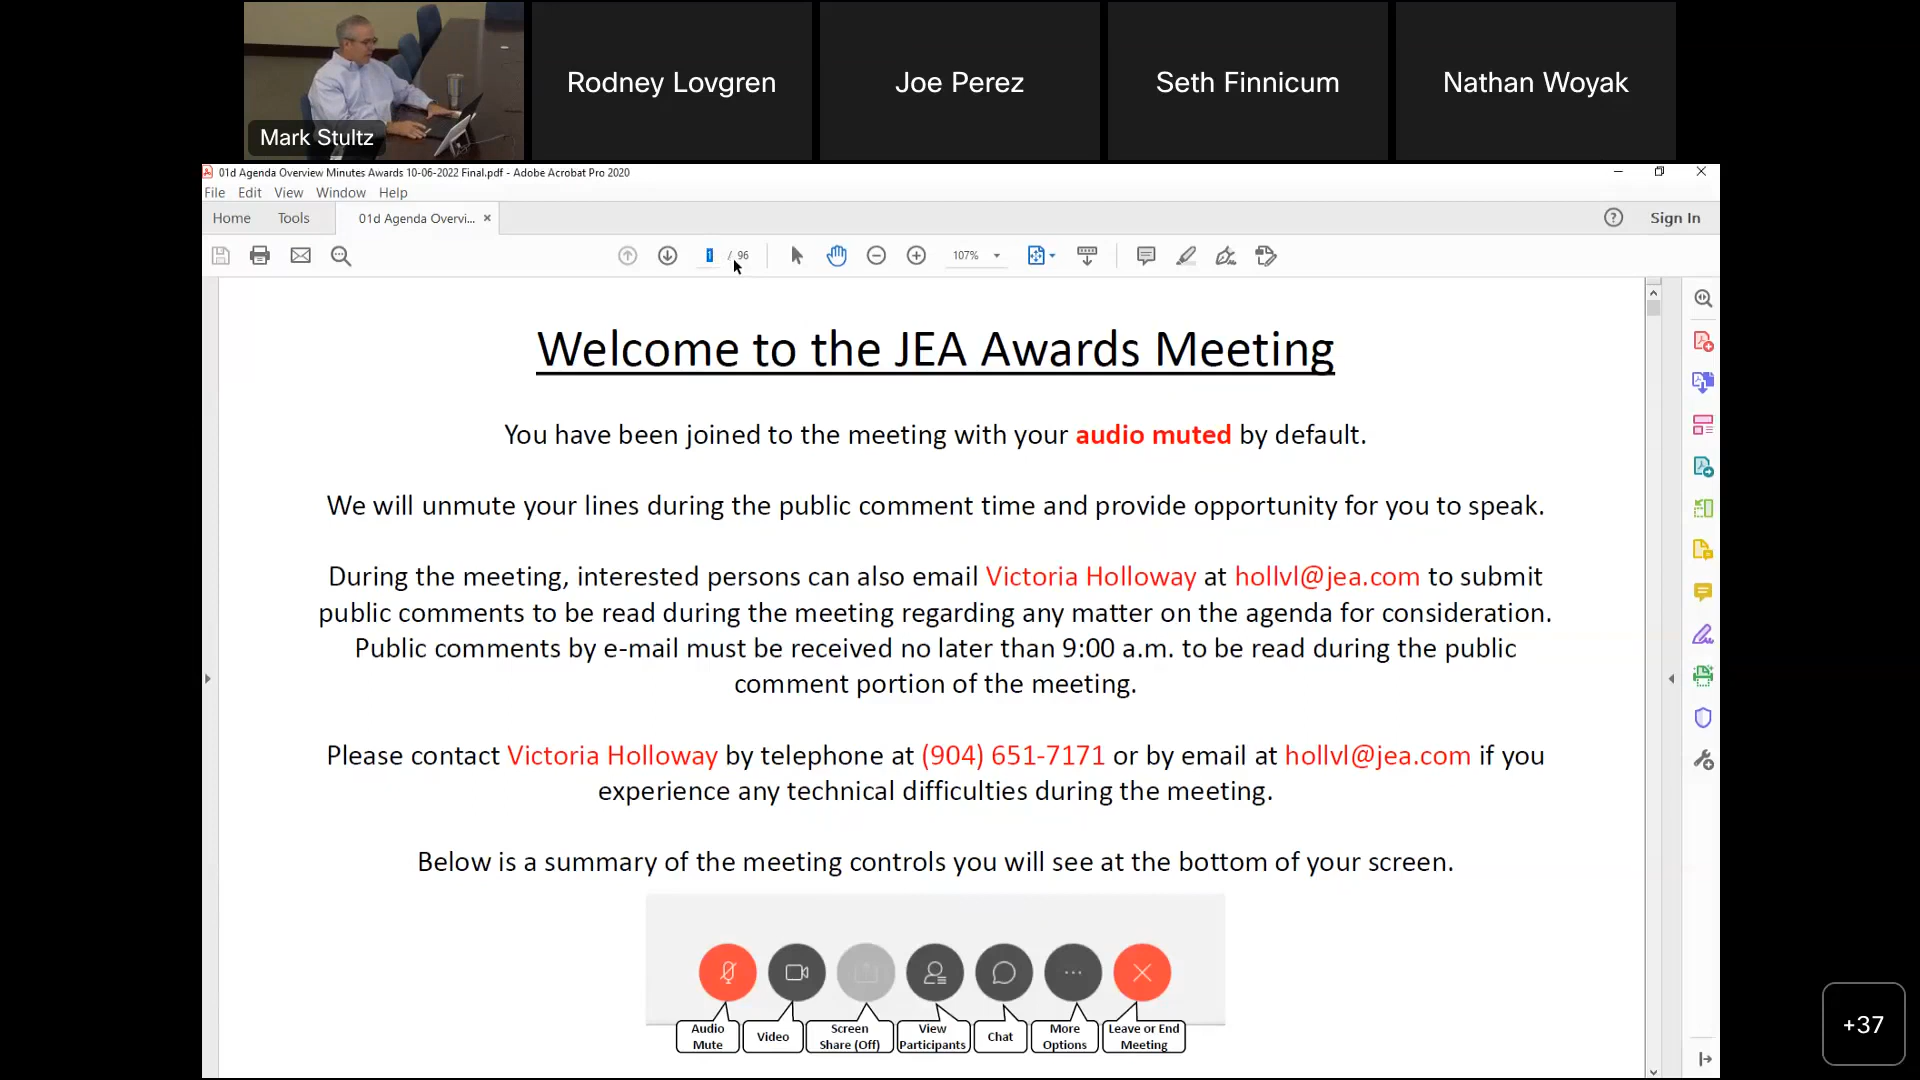 Mark Stultz
Rodney Lovgren
Joe Perez
Seth Finnicum
Nathan Woyak
01d Agenda Overview Minutes Awards 10-06-2022 Final.pdf - Adobe Acrobat Pro 2020
File Edit View Window Help
Home Tools 01d Agenda Overvi... × Sign In
1 / 96 107%
Welcome to the JEA Awards Meeting
You have been joined to the meeting with your audio muted by default.
We will unmute your lines during the public comment time and provide opportunity for you to speak.
During the meeting, interested persons can also email Victoria Holloway at hollvl@jea.com to submit
public comments to be read during the meeting regarding any matter on the agenda for consideration.
Public comments by e-mail must be received no later than 9:00 a.m. to be read during the public
comment portion of the meeting.
Please contact Victoria Holloway by telephone at (904) 651-7171 or by email at hollvl@jea.com if you
experience any technical difficulties during the meeting.
Below is a summary of the meeting controls you will see at the bottom of your screen.
Audio
Mute
Video
Screen
Share (Off)
View
Participants
Chat
More
Options
Leave or End
Meeting
+37